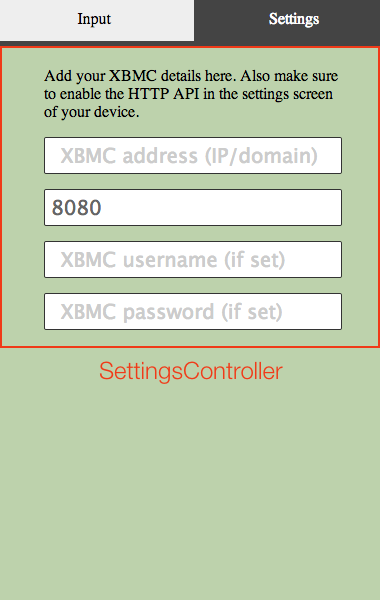 Input
Settings
Add your XBMC details here. Also make sure
to enable the HTTP API in the settings screen
of your device.
XBMC address (IP/domain)
8080
XBMC username (if set)
XBMC password (if set)
SettingsController